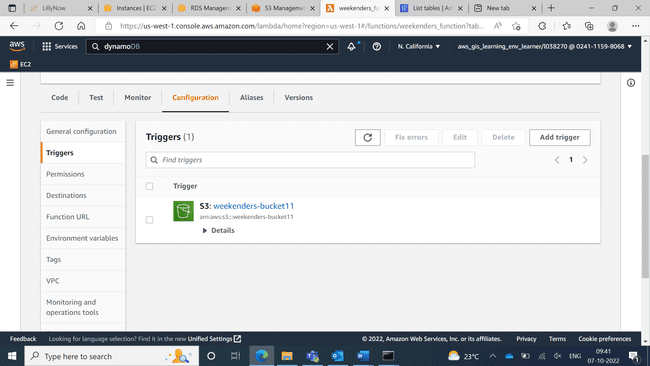 LillyNow
Instances | EC2
RDS Managem
S3 Managemen
weekenders_fu
List tables | Am
New tab
https://us-west-1.console.aws.amazon.com/lambda/home?region=us-west-1#/functions/weekenders_function?tab...
aws
Services
dynamoDB
N. California
aws_gis_learning_env_learner/l038270 @ 0241-1159-8068
EC2
Code
Test
Monitor
Configuration
Aliases
Versions
General configuration
Triggers
Permissions
Destinations
Function URL
Environment variables
Tags
VPC
Monitoring and
operations tools
Triggers (1)
Fix errors
Edit
Delete
Add trigger
Find triggers
1
Trigger
S3: weekenders-bucket11
arn:aws:s3:::weekenders-bucket11
Details
Feedback
Looking for language selection? Find it in the new Unified Settings
© 2022, Amazon Web Services, Inc. or its affiliates.
Privacy
Terms
Cookie preferences
Type here to search
23°C
ENG
09:41
07-10-2022